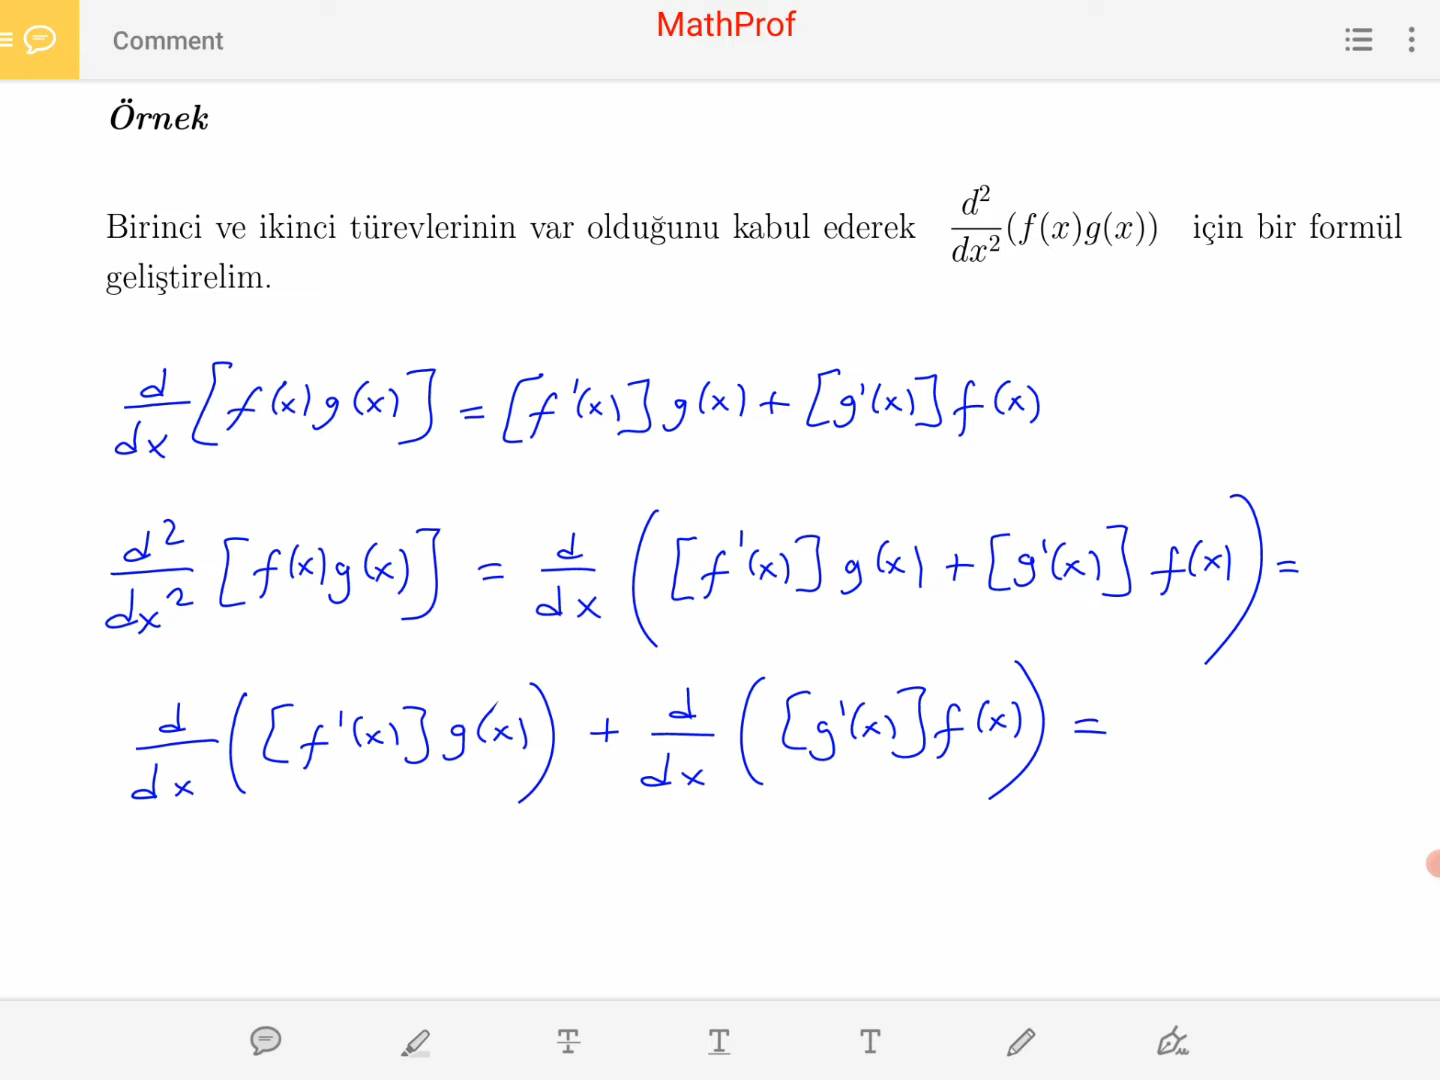 MathProf
Comment
Örnek
Birinci ve ikinci türevlerinin var olduğunu kabul ederek d²/dx² (f(x)g(x)) için bir formül
geliştirelim.
d/dx [f(x)g(x)] = [f'(x)]g(x) + [g'(x)]f(x)
d²/dx² [f(x)g(x)] = d/dx ([f'(x)]g(x) + [g'(x)]f(x)) =
d/dx ([f'(x)]g(x)) + d/dx ([g'(x)]f(x)) =